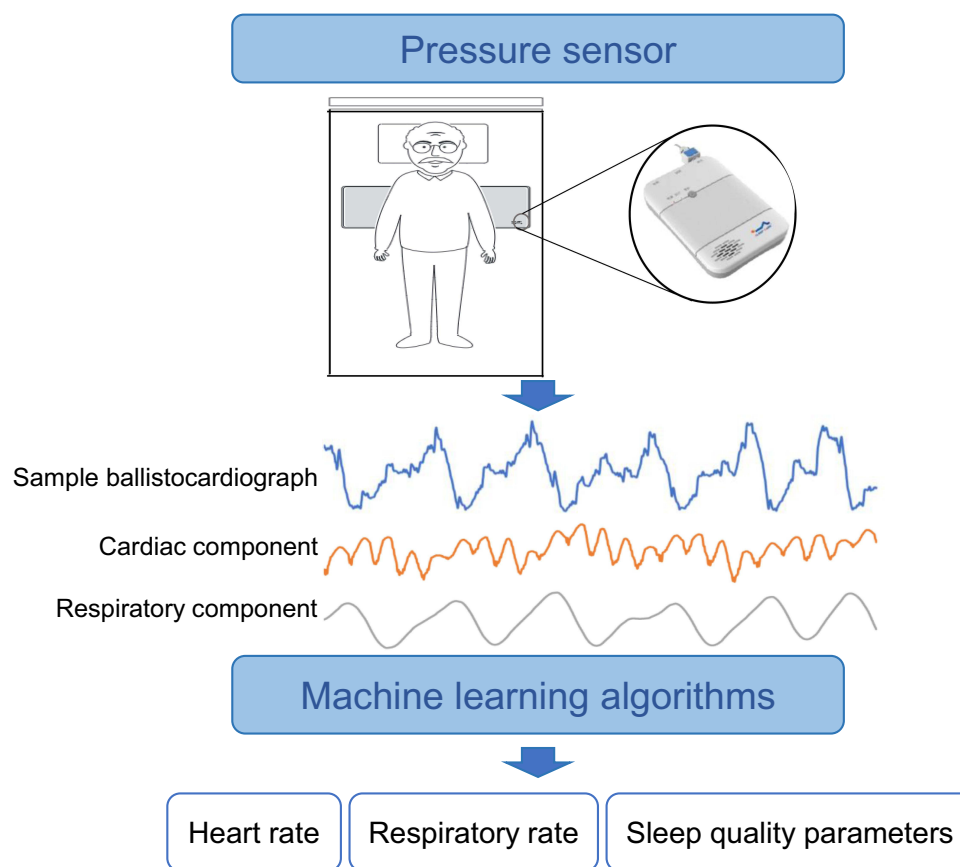 Pressure sensor
Sample ballistocardiograph
Cardiac component
Respiratory component
Machine learning algorithms
Heart rate
Respiratory rate
Sleep quality parameters